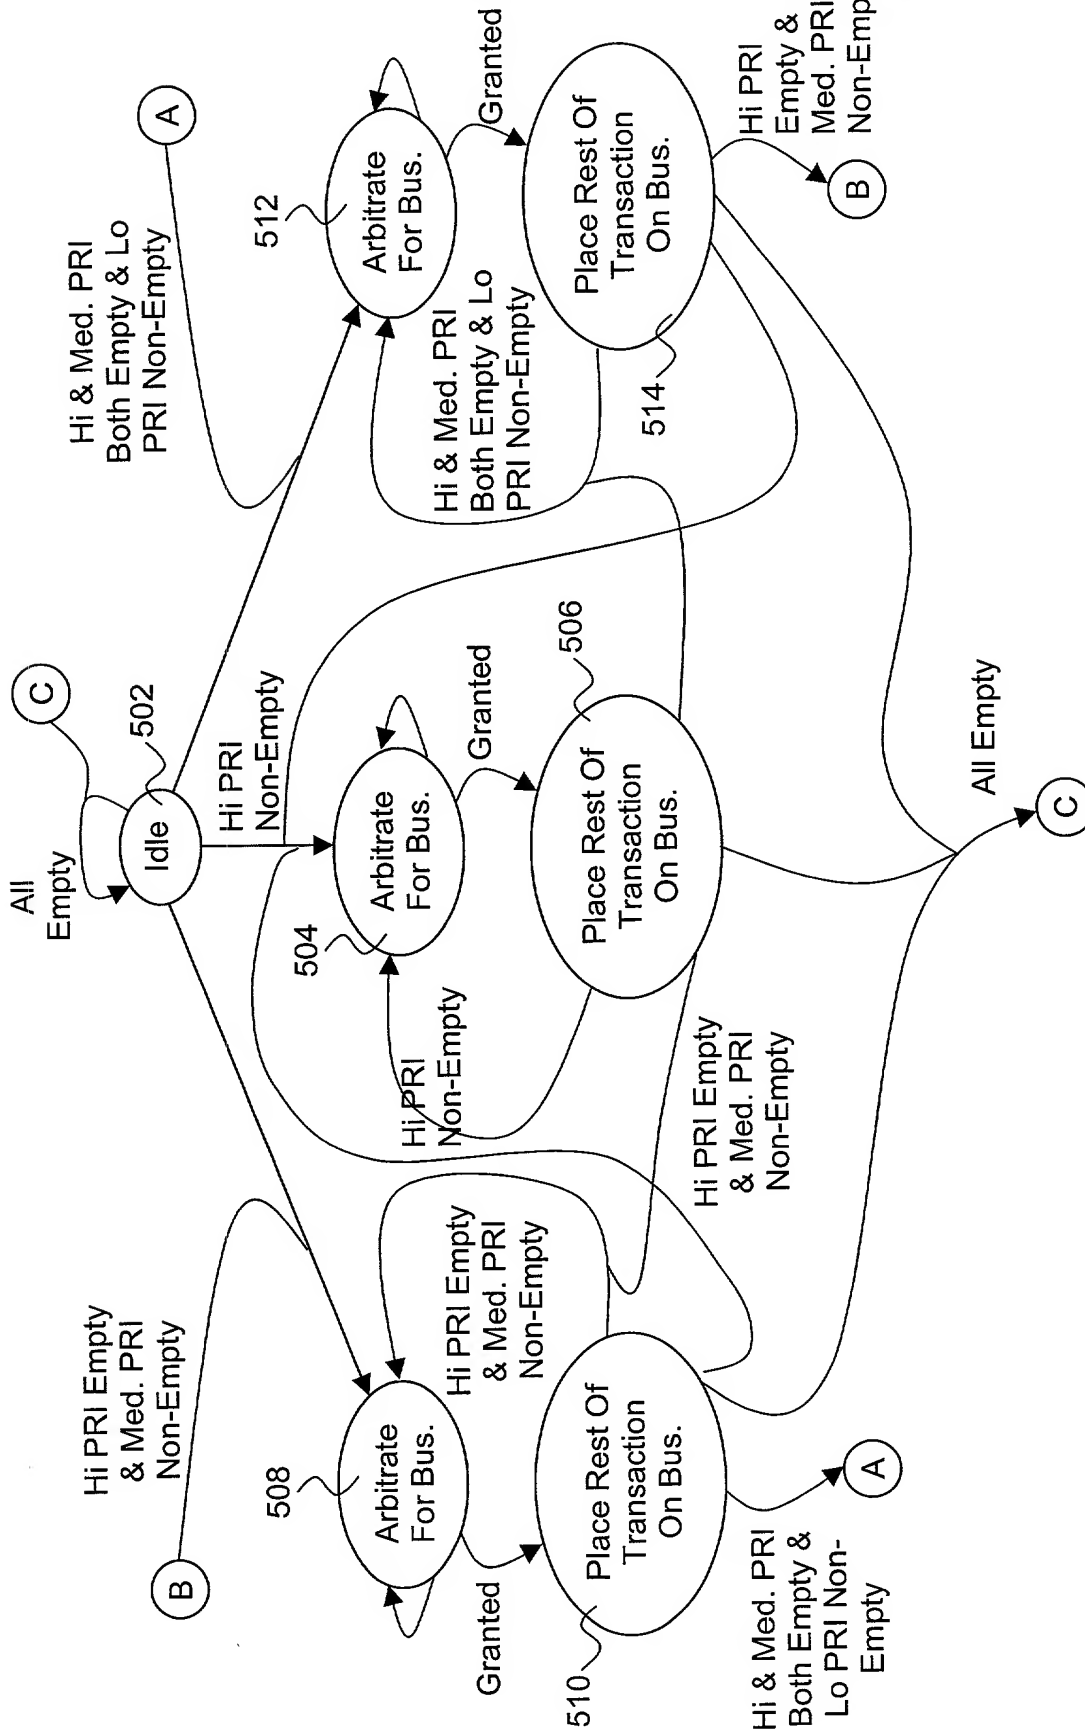 All
Empty
C
502
Idle
Hi PRI Empty
& Med. PRI
Non-Empty
B
Hi PRI
Non-Empty
Hi & Med. PRI
Both Empty & Lo
PRI Non-Empty
A
508
Arbitrate
For Bus.
504
Arbitrate
For Bus.
512
Arbitrate
For Bus.
Granted
Hi PRI Empty
& Med. PRI
Non-Empty
Hi PRI
Non-Empty
Granted
Hi & Med. PRI
Both Empty & Lo
PRI Non-Empty
Granted
510
Place Rest Of
Transaction
On Bus.
506
Place Rest Of
Transaction
On Bus.
514
Place Rest Of
Transaction
On Bus.
Hi & Med. PRI
Both Empty &
Lo PRI Non-
Empty
A
Hi PRI Empty
& Med. PRI
Non-Empty
Hi PRI
Empty &
Med. PRI
Non-Emp
B
All Empty
C